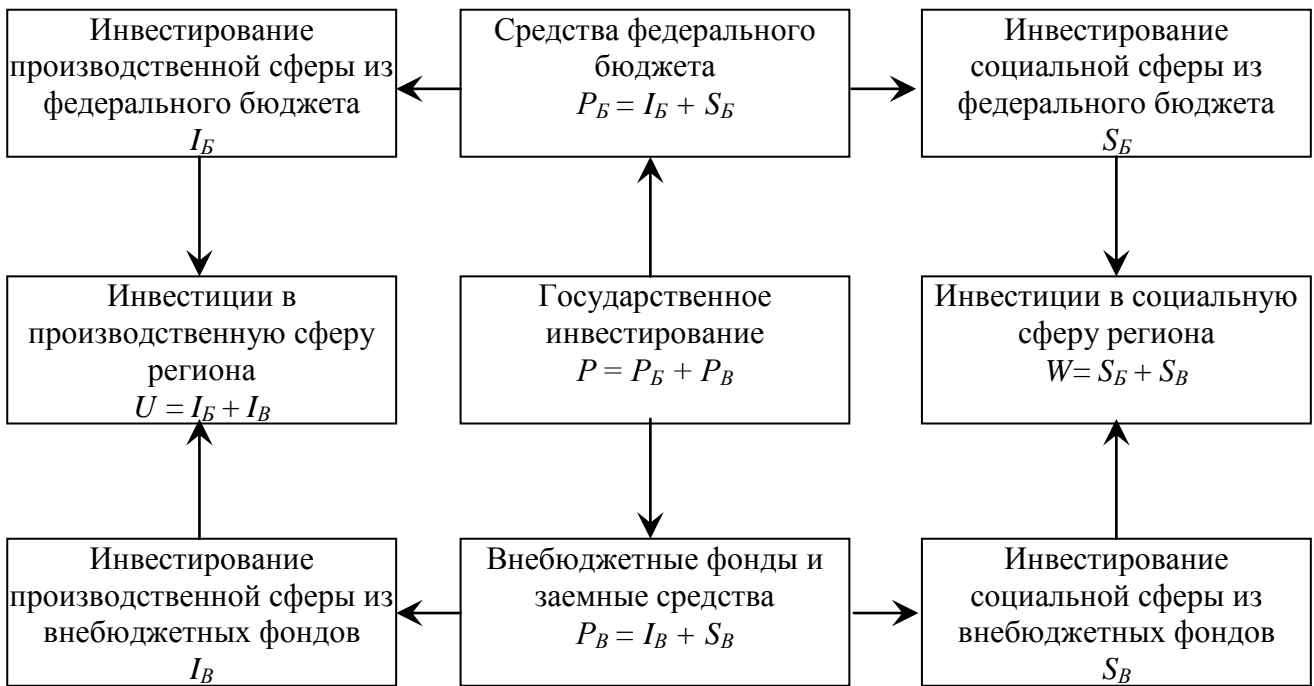 Инвестирование
производственной сферы из
федерального бюджета
I_Б
Средства федерального
бюджета
P_Б = I_Б + S_Б
Инвестирование
социальной сферы из
федерального бюджета
S_Б
Инвестиции в
производственную сферу
региона
U = I_Б + I_В
Государственное
инвестирование
P = P_Б + P_В
Инвестиции в социальную
сферу региона
W= S_Б + S_В
Инвестирование
производственной сферы из
внебюджетных фондов
I_В
Внебюджетные фонды и
заемные средства
P_В = I_В + S_В
Инвестирование
социальной сферы из
внебюджетных фондов
S_В